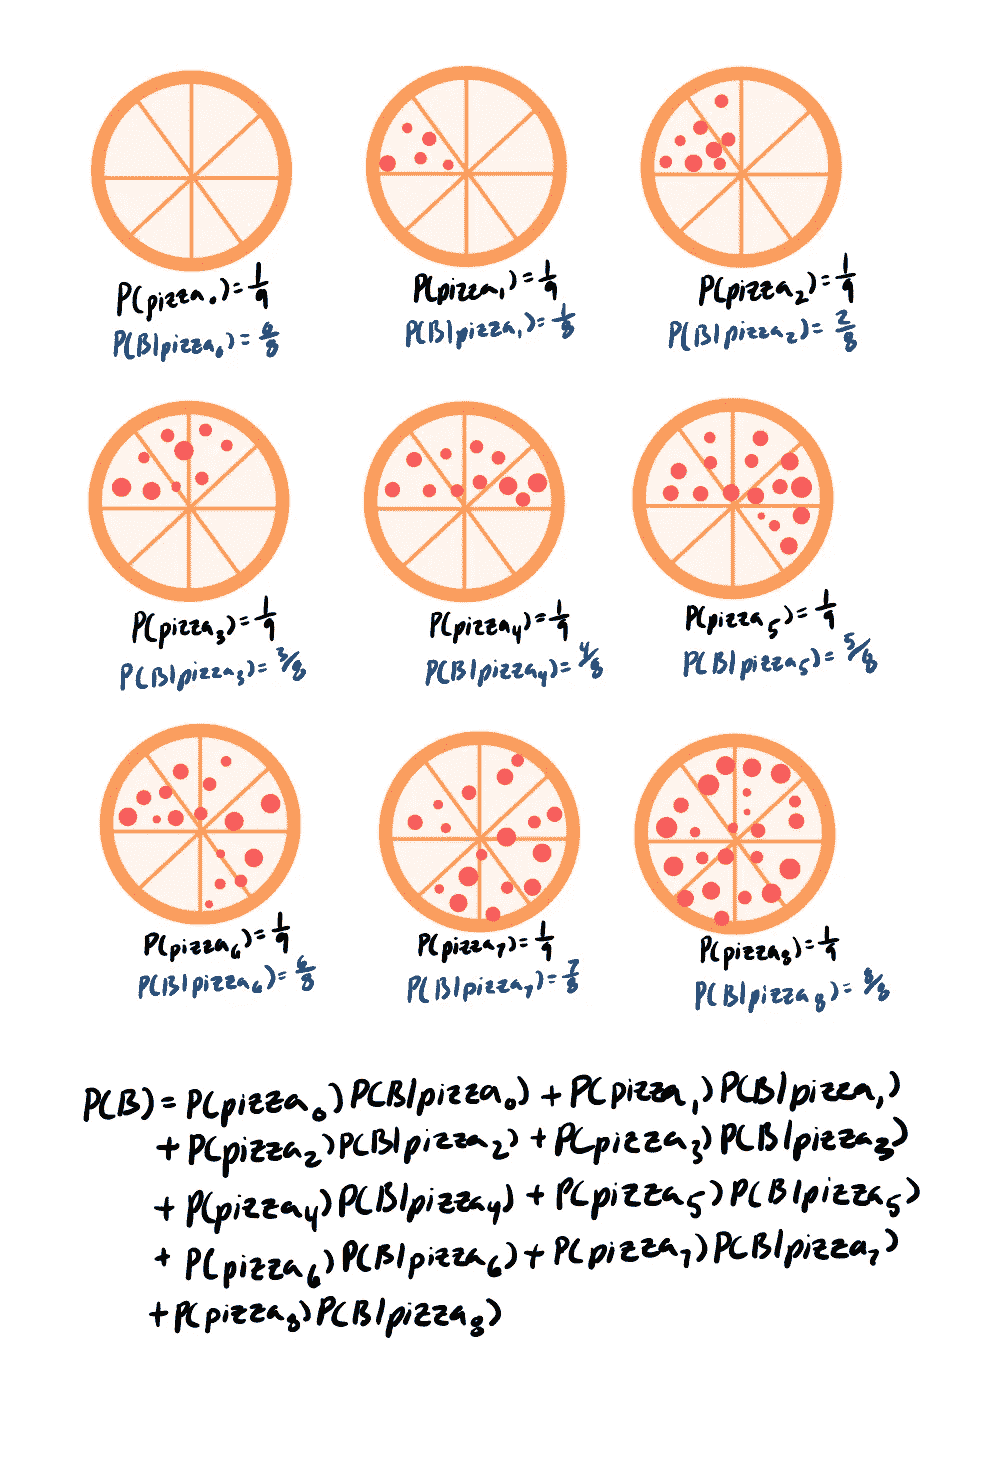 P(pizza₀) = 1/9
P(B|pizza₀) = 0/8
P(pizza₁) = 1/9
P(B|pizza₁) = 1/8
P(pizza₂) = 1/9
P(B|pizza₂) = 2/8
P(pizza₃) = 1/9
P(B|pizza₃) = 3/8
P(pizza₄) = 1/9
P(B|pizza₄) = 4/8
P(pizza₅) = 1/9
P(B|pizza₅) = 5/8
P(pizza₆) = 1/9
P(B|pizza₆) = 6/8
P(pizza₇) = 1/9
P(B|pizza₇) = 7/8
P(pizza₈) = 1/9
P(B|pizza₈) = 8/8
P(B) = P(pizza₀)P(B|pizza₀) + P(pizza₁)P(B|pizza₁)
+ P(pizza₂)P(B|pizza₂) + P(pizza₃)P(B|pizza₃)
+ P(pizza₄)P(B|pizza₄) + P(pizza₅)P(B|pizza₅)
+ P(pizza₆)P(B|pizza₆) + P(pizza₇)P(B|pizza₇)
+ P(pizza₈)P(B|pizza₈)